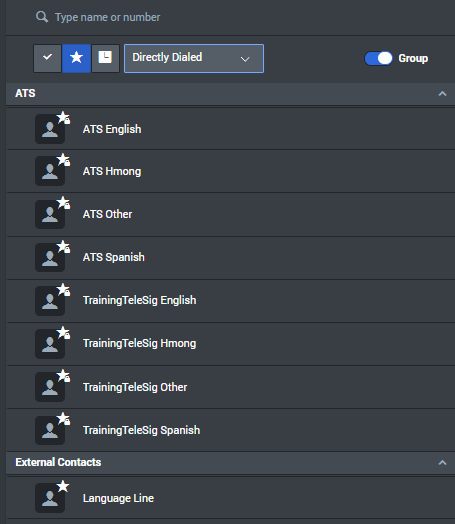 Type name or number
Directly Dialed
Group
ATS
ATS English
ATS Hmong
ATS Other
ATS Spanish
TrainingTeleSig English
TrainingTeleSig Hmong
TrainingTeleSig Other
TrainingTeleSig Spanish
External Contacts
Language Line